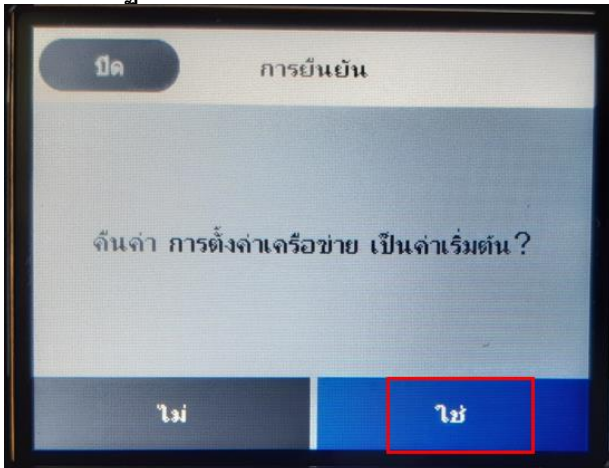 ปิด การยืนยัน
คืนค่า การตั้งค่าเครือข่าย เป็นค่าเริ่มต้น?
ไม่ ใช่